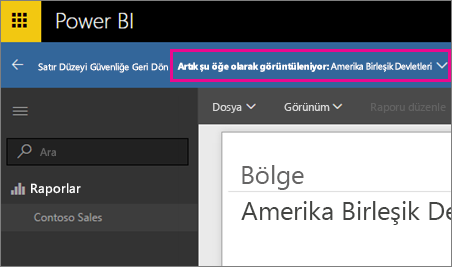 Power BI
Satır Düzeyi Güvenliğe Geri Dön Artık şu öğe olarak görüntüleniyor: Amerika Birleşik Devletleri
Dosya Görünüm Raporu düzenle
Ara
Raporlar
Contoso Sales
Bölge
Amerika Birleşik De